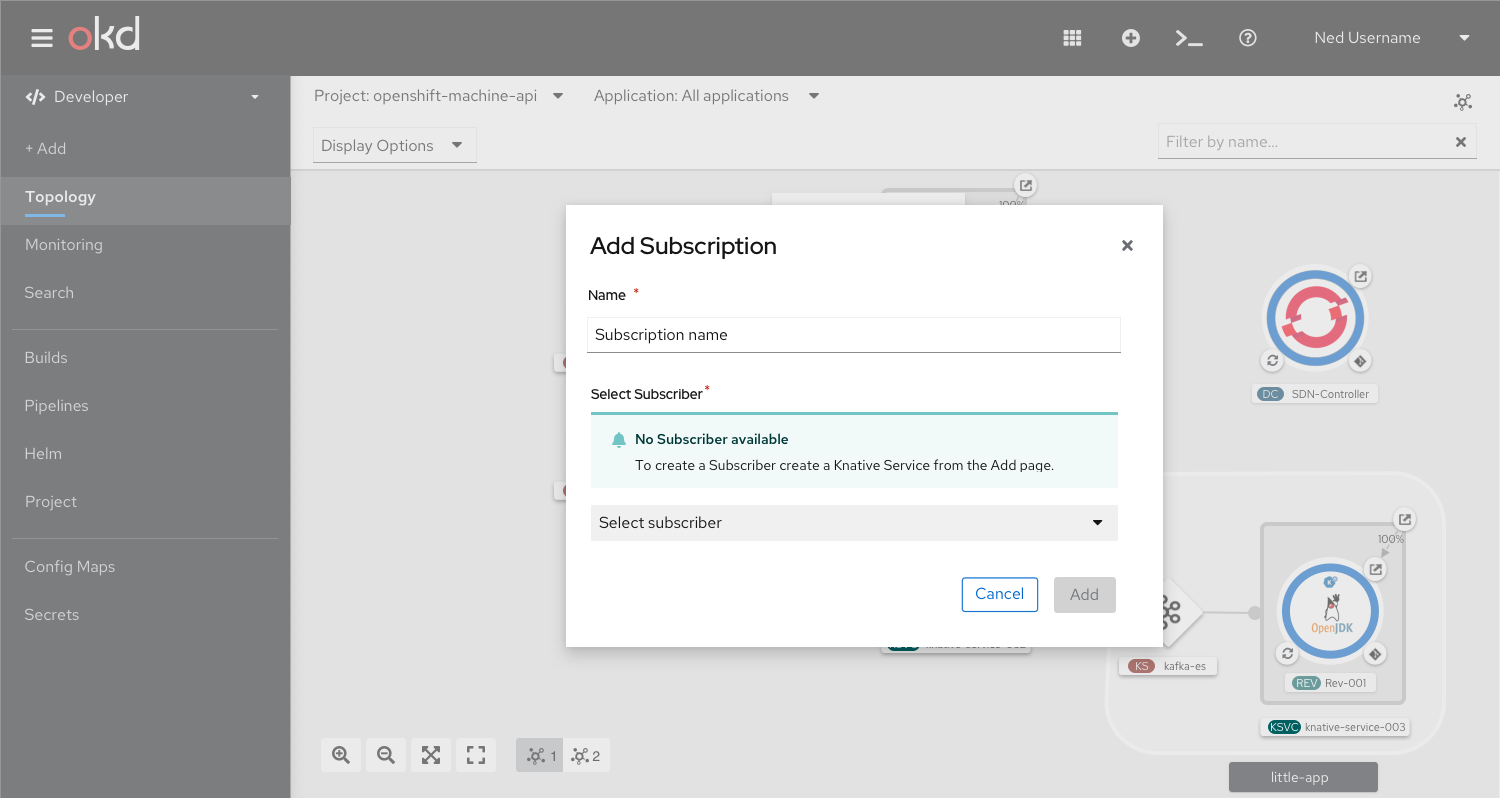 okd
Ned Username
Developer
+ Add
Topology
Monitoring
Search
Builds
Pipelines
Helm
Project
Config Maps
Secrets
Project: openshift-machine-api
Application: All applications
Display Options
Filter by name...
100%
Add Subscription
Name *
Subscription name
Select Subscriber *
No Subscriber available
To create a Subscriber create a Knative Service from the Add page.
Select subscriber
Cancel
Add
DC SDN-Controller
100%
OpenJDK
REV Rev-001
KS kafka-es
KSVC knative-service-003
little-app
1
2